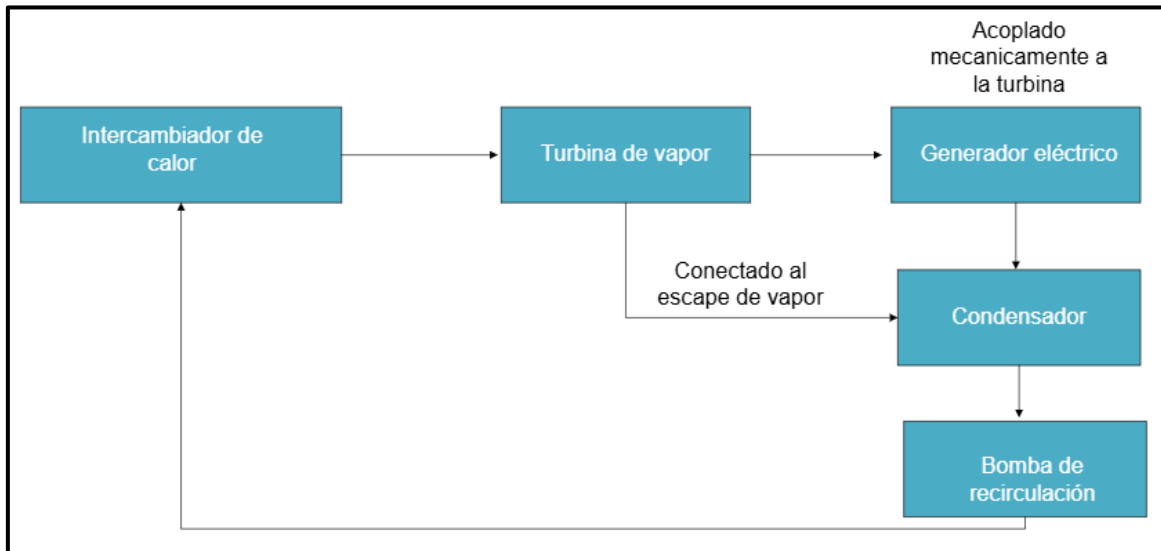 Acoplado
mecanicamente a
la turbina
Intercambiador de
calor
Turbina de vapor
Generador eléctrico
Conectado al
escape de vapor
Condensador
Bomba de
recirculación